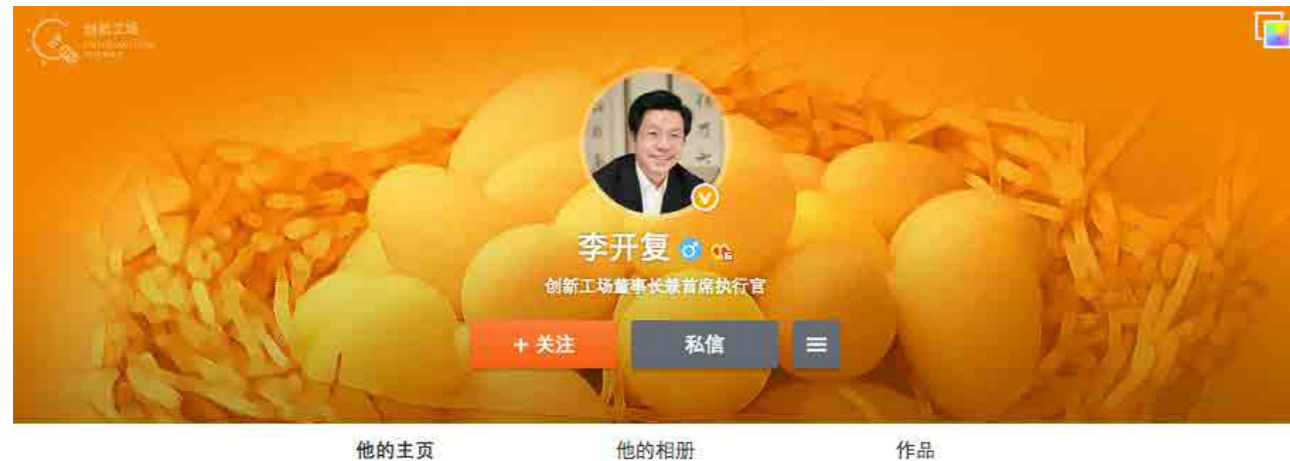 创新工场
李开复
创新工场董事长兼首席执行官
+ 关注
私信
他的主页
他的相册
作品